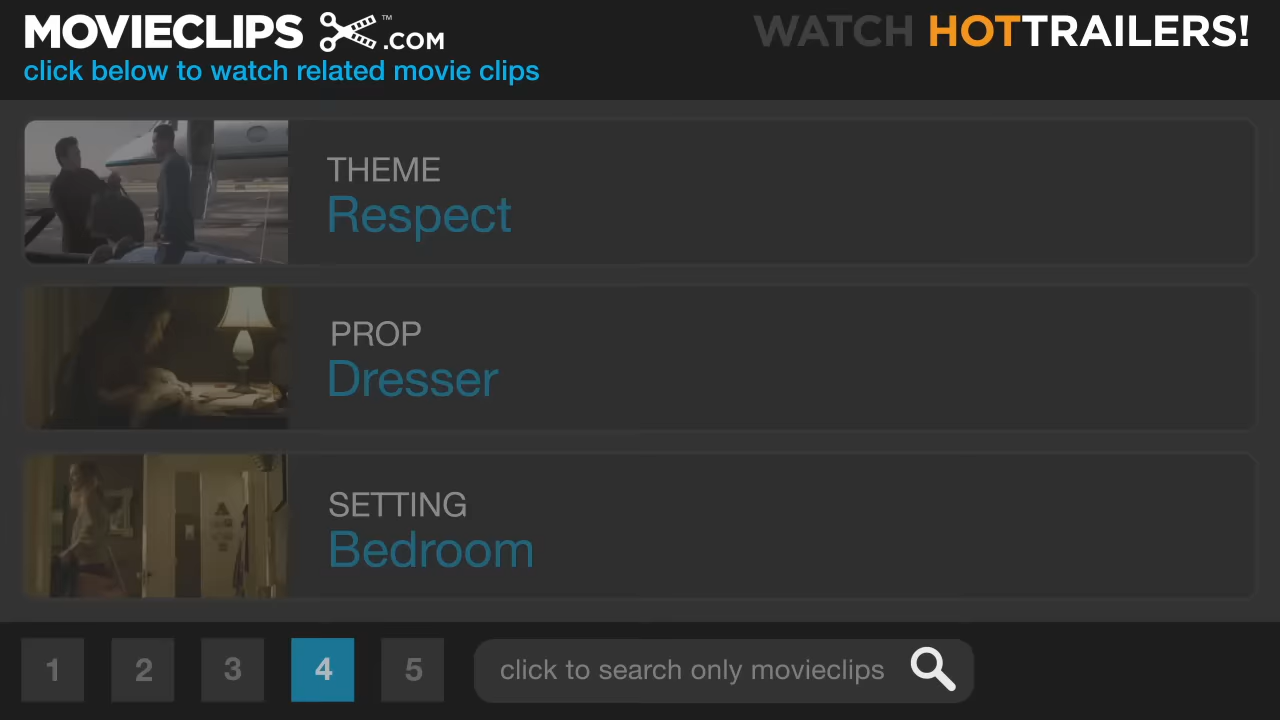 MOVIECLIPS ™ .COM
WATCH HOTTRAILERS!
click below to watch related movie clips
THEME
Respect
PROP
Dresser
SETTING
Bedroom
1 2 3 4 5
click to search only movieclips